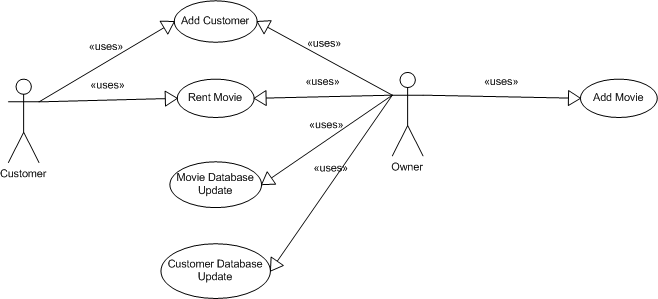 Add Customer
«uses»
«uses»
«uses»
«uses»
«uses»
Rent Movie
Add Movie
«uses»
Customer
Movie Database
Update
«uses»
Owner
Customer Database
Update